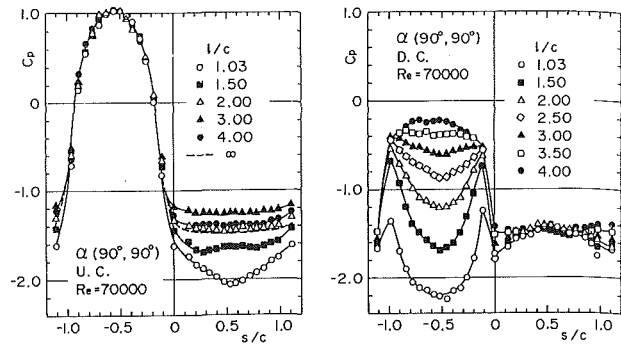 α (90°, 90°)
U. C.
Re=70000
l/c
1.03
1.50
2.00
3.00
4.00
∞
Cp
1.0
0
-1.0
-2.0
-1.0
-0.5
0
0.5
1.0
s/c
α (90°, 90°)
D. C.
Re=70000
l/c
1.03
1.50
2.00
2.50
3.00
3.50
4.00
Cp
1.0
0
-1.0
-2.0
-1.0
-0.5
0
0.5
1.0
s/c